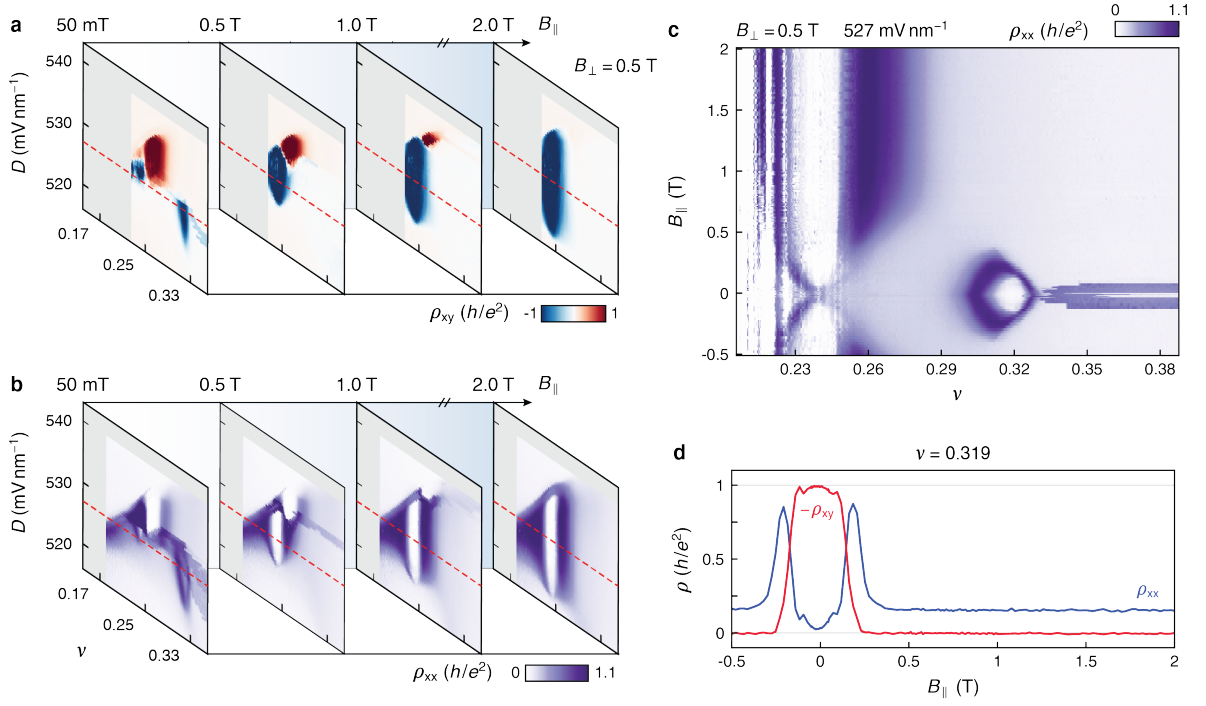 a
50 mT 0.5 T 1.0 T 2.0 T B∥
B⊥ = 0.5 T
D (mV nm⁻¹)
540
530
520
0.17
0.25
0.33
ρxy (h/e²) -1 1
b
50 mT 0.5 T 1.0 T 2.0 T B∥
D (mV nm⁻¹)
540
530
520
0.17
0.25
0.33
ν
ρxx (h/e²) 0 1.1
c
B⊥ = 0.5 T 527 mV nm⁻¹ ρxx (h/e²) 0 1.1
B∥ (T)
2
1.5
1
0.5
0
-0.5
0.23 0.26 0.29 0.32 0.35 0.38
ν
d
ν = 0.319
ρ (h/e²)
1
0.5
0
−ρxy
ρxx
-0.5 0 0.5 1 1.5 2
B∥ (T)